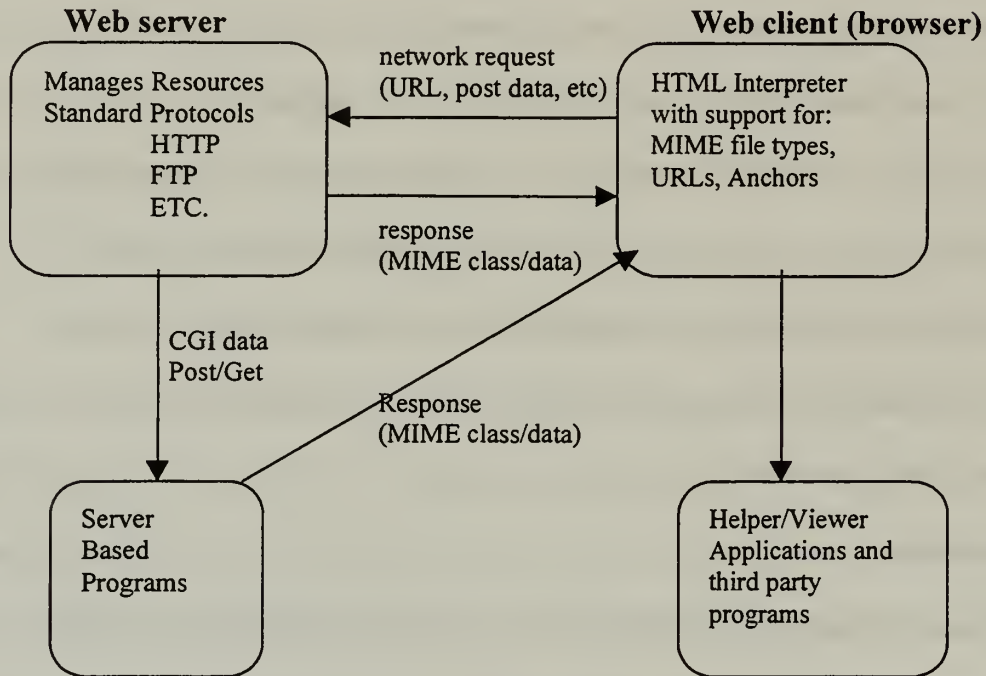 Web server
Web client (browser)
Manages Resources
Standard Protocols
HTTP
FTP
ETC.
network request
(URL, post data, etc)
HTML Interpreter
with support for:
MIME file types,
URLs, Anchors
response
(MIME class/data)
CGI data
Post/Get
Response
(MIME class/data)
Server
Based
Programs
Helper/Viewer
Applications and
third party
programs